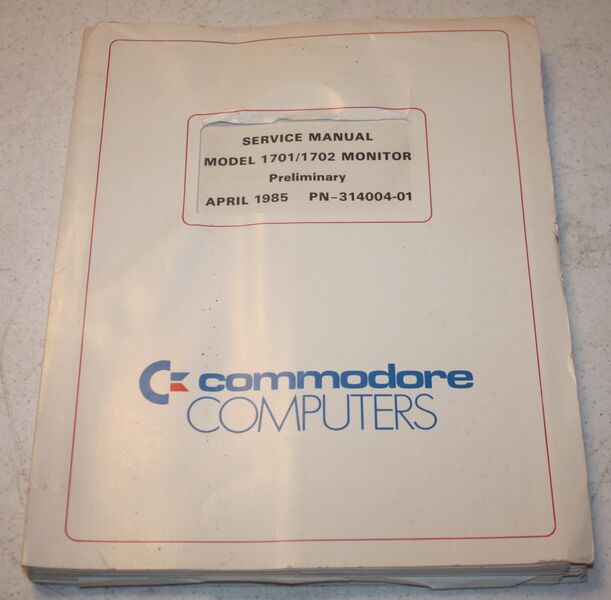 SERVICE MANUAL
MODEL 1701/1702 MONITOR
Preliminary
APRIL 1985 PN-314004-01
commodore
COMPUTERS